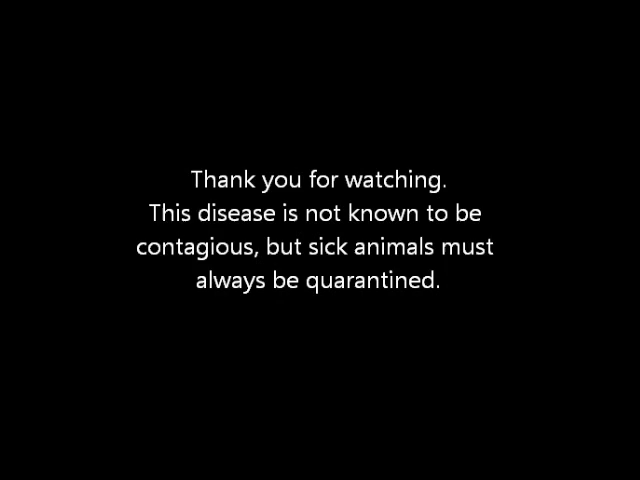 Thank you for watching.
This disease is not known to be
contagious, but sick animals must
always be quarantined.